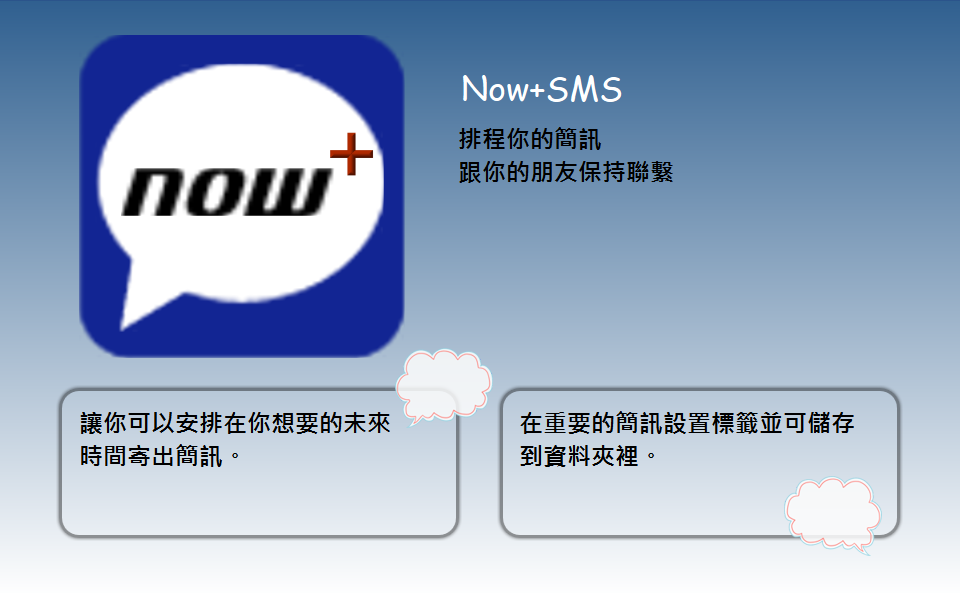 now+
Now+SMS
排程你的簡訊
跟你的朋友保持聯繫
讓你可以安排在你想要的未來
時間寄出簡訊。
在重要的簡訊設置標籤並可儲存
到資料夾裡。